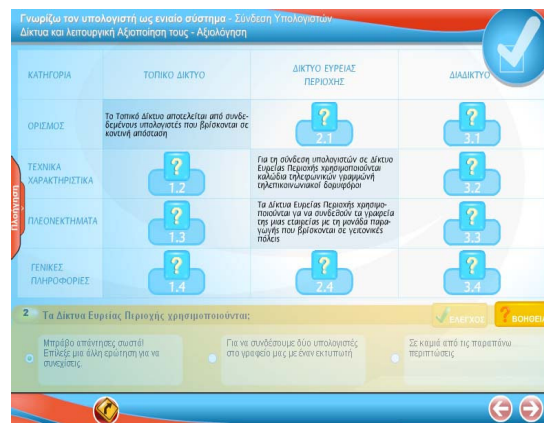 Γνωρίζω τον υπολογιστή ως ενιαίο σύστημα - Σύνδεση Υπολογιστών
Δίκτυα και λειτουργική Αξιοποίηση τους - Αξιολόγηση
ΚΑΤΗΓΟΡΙΑ
ΤΟΠΙΚΟ ΔΙΚΤΥΟ
ΔΙΚΤΥΟ ΕΥΡΕΙΑΣ
ΠΕΡΙΟΧΗΣ
ΔΙΑΔΙΚΤΥΟ
ΟΡΙΣΜΟΣ
Το Τοπικό Δίκτυο αποτελείται από συνδε-
δεμένους υπολογιστές που βρίσκονται σε
κοντινή απόσταση
?
2.1
?
3.1
ΤΕΧΝΙΚΑ
ΧΑΡΑΚΤΗΡΙΣΤΙΚΑ
?
1.2
Για τη σύνδεση υπολογιστών σε Δίκτυο
Ευρείας Περιοχής χρησιμοποιούνται
καλώδια τηλεφωνικών γραμμώνή
τηλεπικοινωνιακοί δορυφόροι
?
3.2
Πλοήγηση
ΠΛΕΟΝΕΚΤΗΜΑΤΑ
?
1.3
Τα Δίκτυα Ευρείας Περιοχής χρησιμο-
ποιούνται για να συνδεθούν τα γραφεία
της μιας εταιρείας με τη μονάδα παρα-
γωγής που βρίσκονται σε γειτονικές
πόλεις
?
3.3
ΓΕΝΙΚΕΣ
ΠΛΗΡΟΦΟΡΙΕΣ
?
1.4
?
2.4
?
3.4
2 Τα Δίκτυα Ευρείας Περιοχής χρησιμοποιούνται:
ΕΛΕΓΧΟΣ
? ΒΟΗΘΕΙ
Μπράβο απάντησες σωστά!
Επίλεξε μια άλλη ερώτηση για να
συνεχίσεις.
Για να συνδέσουμε δύο υπολογιστές
στο γραφείο μας με έναν εκτυπωτή
Σε καμιά από τις παραπάνω
περιπτώσεις